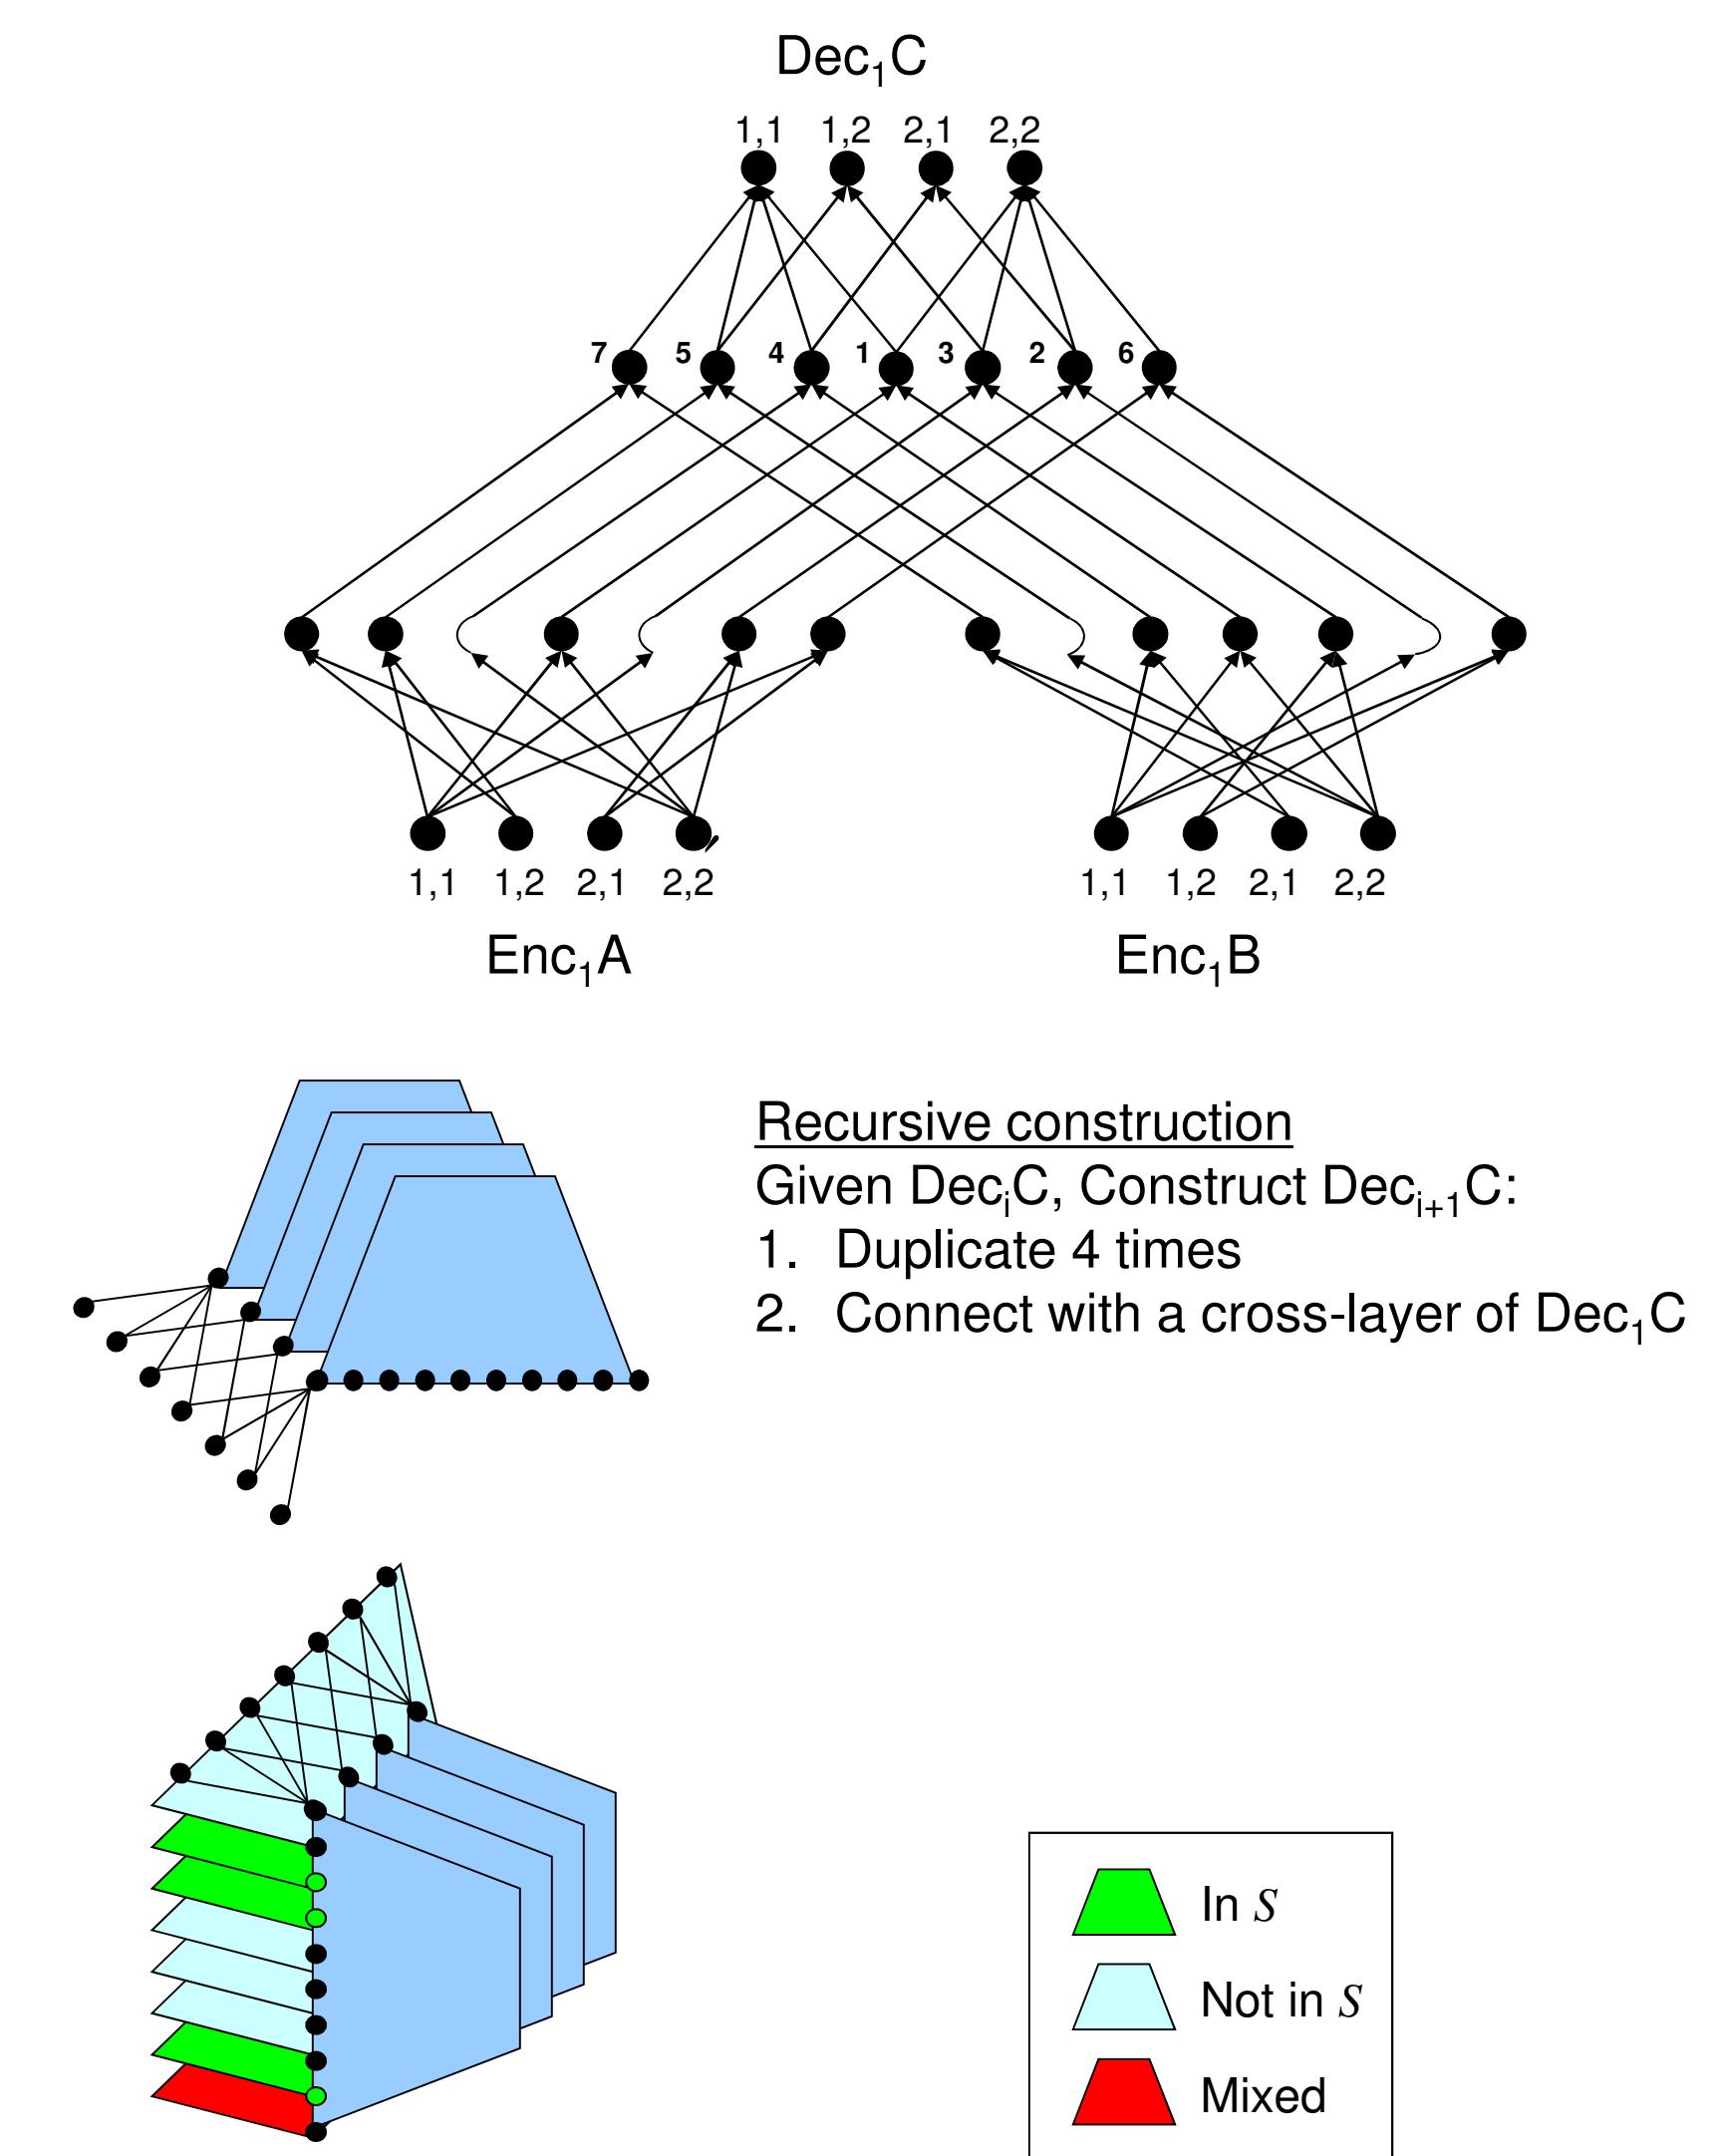 Dec₁C
1,1 1,2 2,1 2,2
7 5 4 1 3 2 6
1,1 1,2 2,1 2,2 1,1 1,2 2,1 2,2
Enc₁A Enc₁B
Recursive construction
Given DecᵢC, Construct Decᵢ₊₁C:
1. Duplicate 4 times
2. Connect with a cross-layer of Dec₁C
In S
Not in S
Mixed